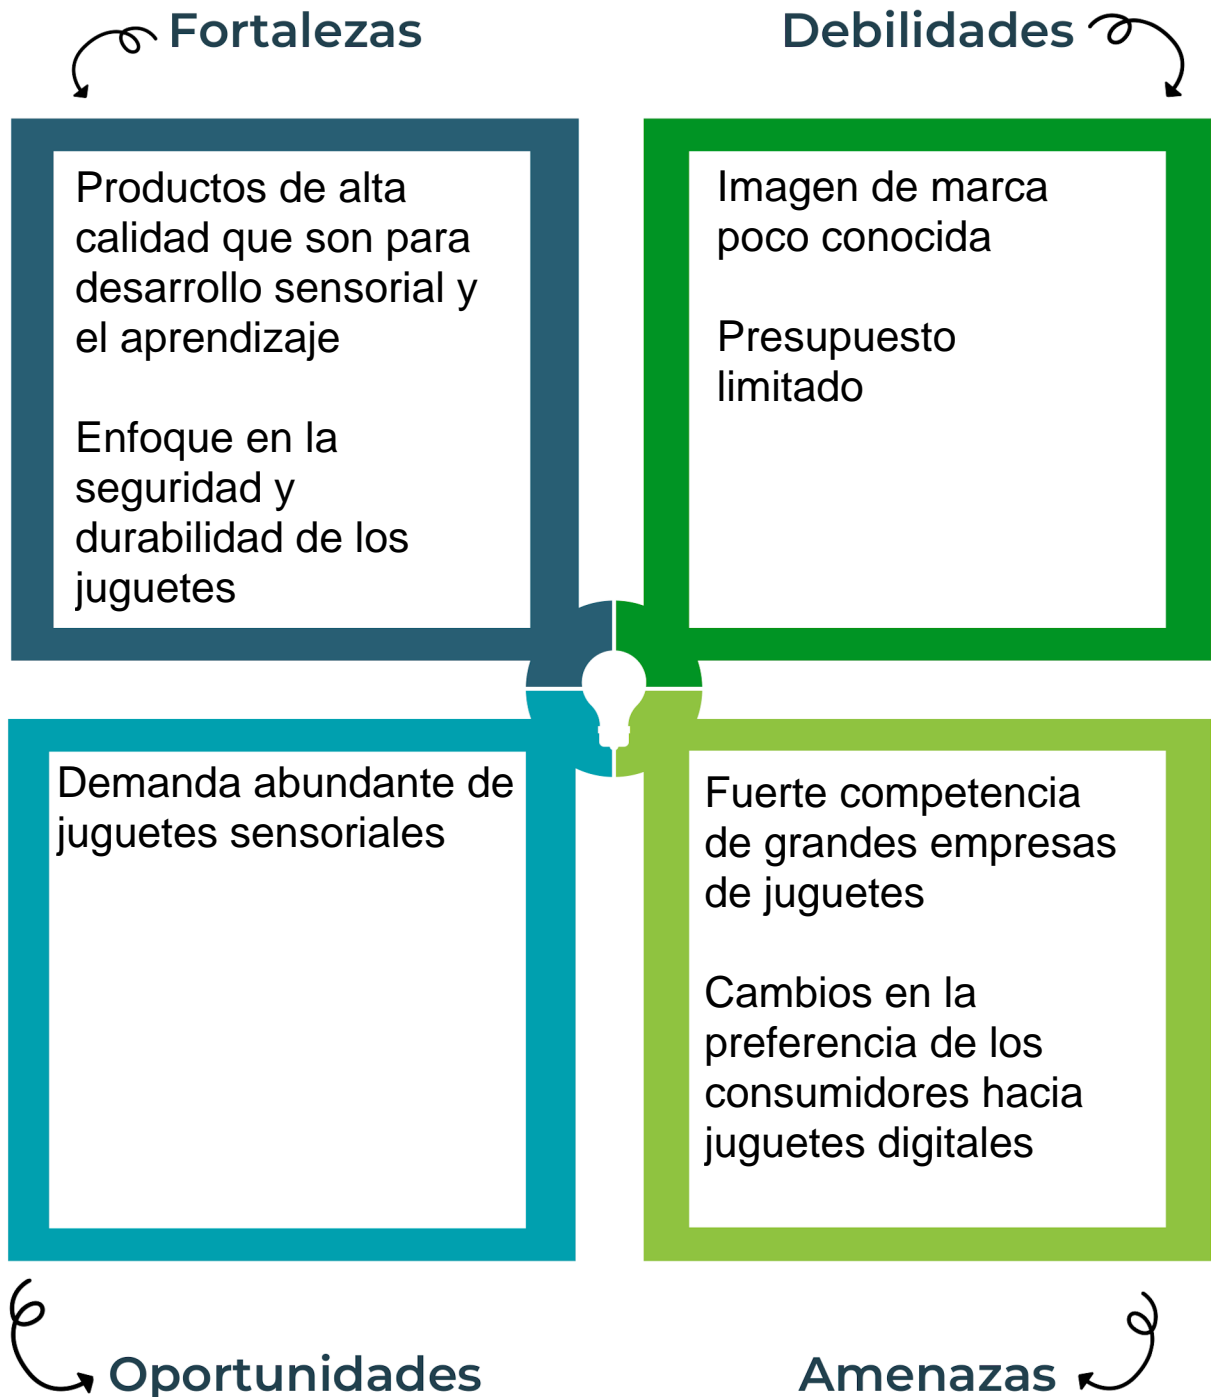 Fortalezas
Productos de alta
calidad que son para
desarrollo sensorial y
el aprendizaje
Enfoque en la
seguridad y
durabilidad de los
juguetes
Debilidades
Imagen de marca
poco conocida
Presupuesto
limitado
Demanda abundante de
juguetes sensoriales
Oportunidades
Fuerte competencia
de grandes empresas
de juguetes
Cambios en la
preferencia de los
consumidores hacia
juguetes digitales
Amenazas